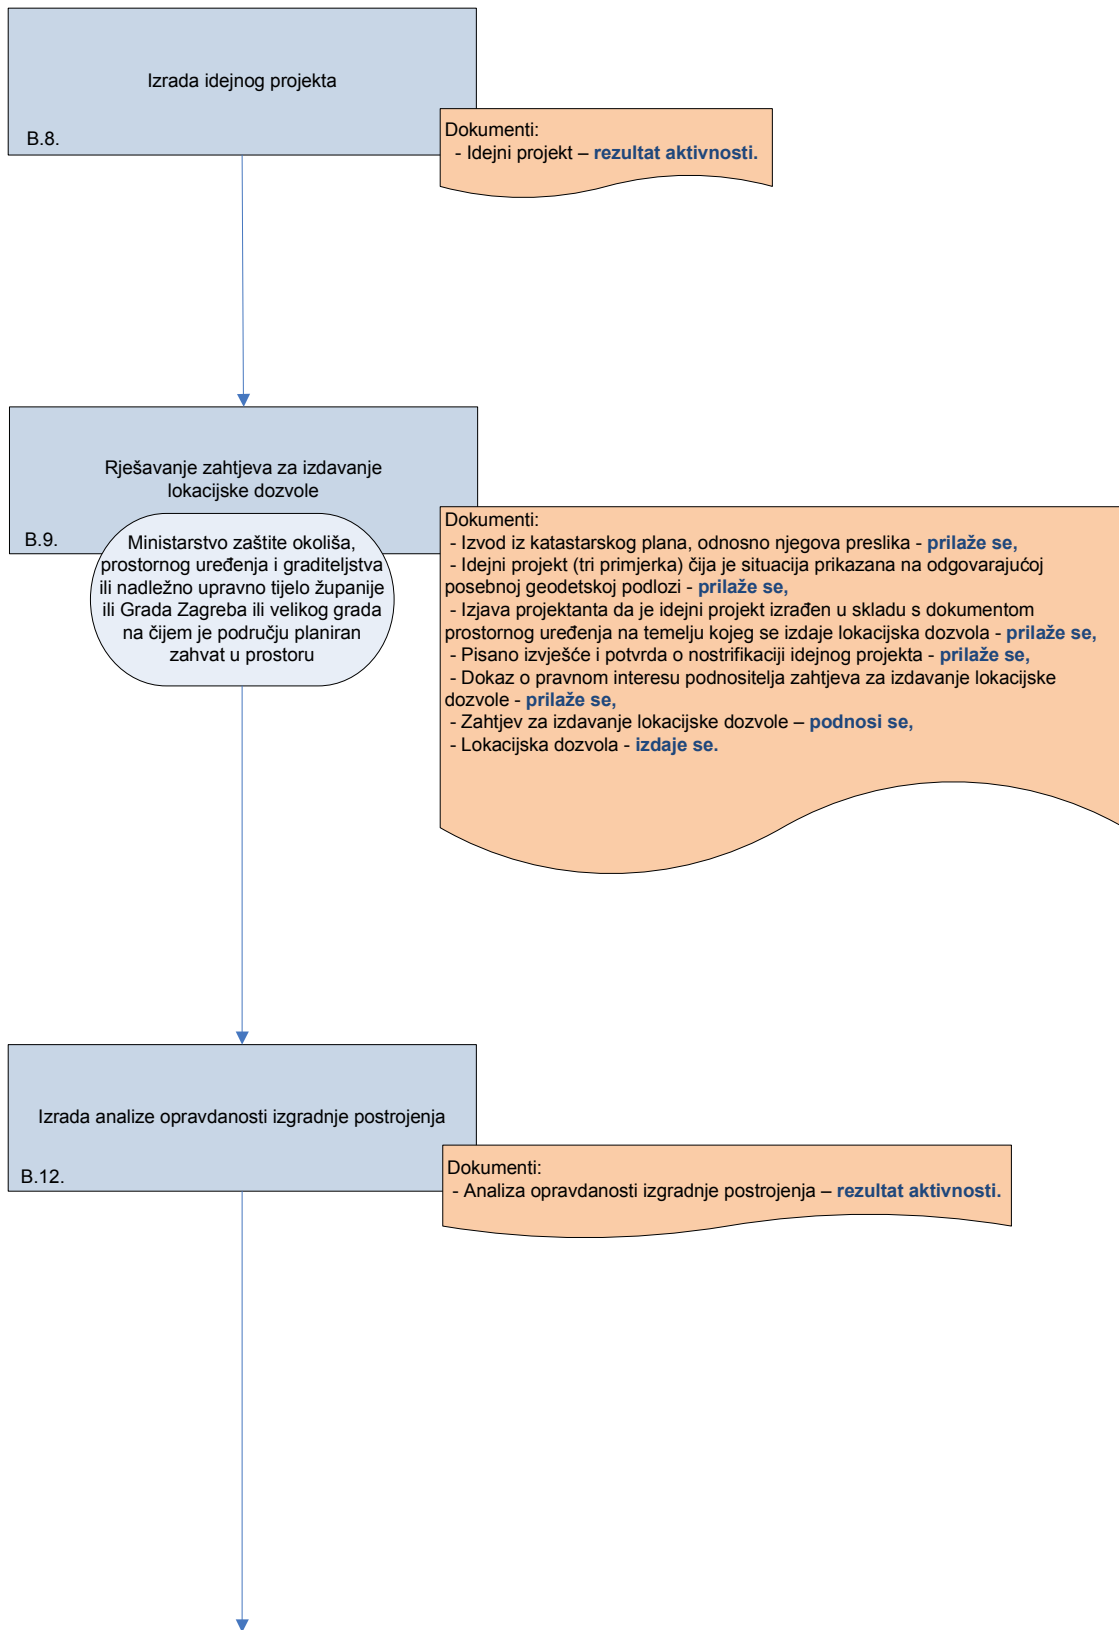 Izrada idejnog projekta
B.8.
Dokumenti:
- Idejni projekt – rezultat aktivnosti.
Rješavanje zahtjeva za izdavanje
lokacijske dozvole
B.9.
Ministarstvo zaštite okoliša,
prostornog uređenja i graditeljstva
ili nadležno upravno tijelo županije
ili Grada Zagreba ili velikog grada
na čijem je području planiran
zahvat u prostoru
Dokumenti:
- Izvod iz katastarskog plana, odnosno njegova preslika - prilaže se,
- Idejni projekt (tri primjerka) čija je situacija prikazana na odgovarajućoj
posebnoj geodetskoj podlozi - prilaže se,
- Izjava projektanta da je idejni projekt izrađen u skladu s dokumentom
prostornog uređenja na temelju kojeg se izdaje lokacijska dozvola - prilaže se,
- Pisano izvješće i potvrda o nostrifikaciji idejnog projekta - prilaže se,
- Dokaz o pravnom interesu podnositelja zahtjeva za izdavanje lokacijske
dozvole - prilaže se,
- Zahtjev za izdavanje lokacijske dozvole – podnosi se,
- Lokacijska dozvola - izdaje se.
Izrada analize opravdanosti izgradnje postrojenja
B.12.
Dokumenti:
- Analiza opravdanosti izgradnje postrojenja – rezultat aktivnosti.